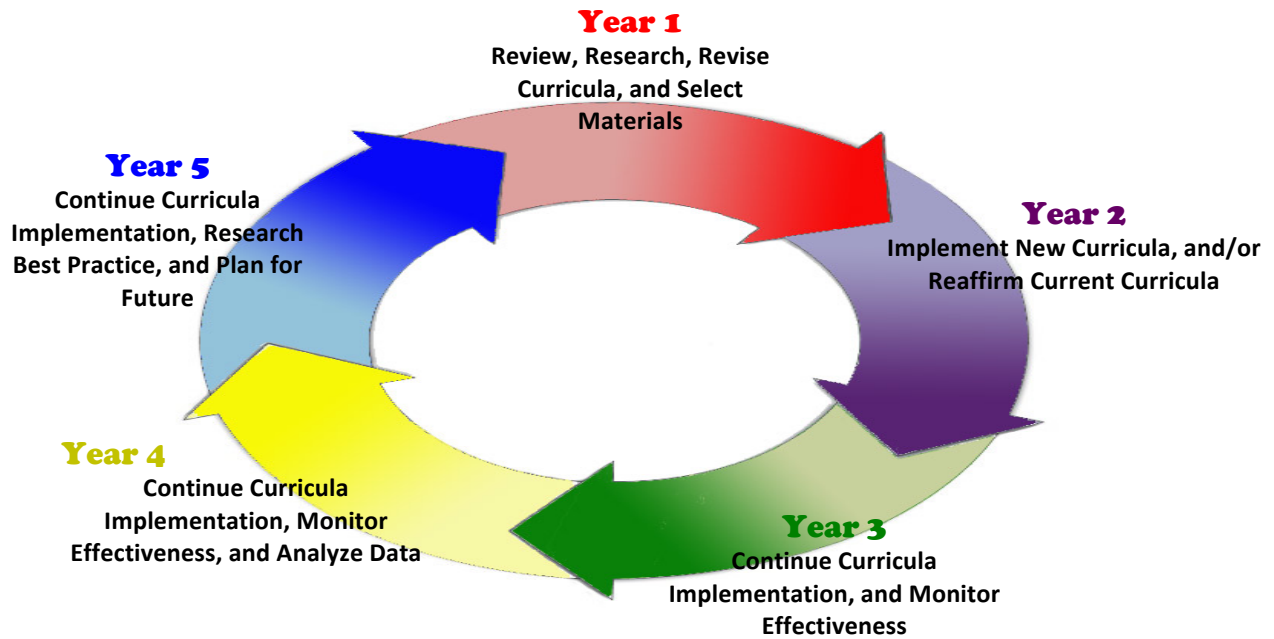 Year 1
Review, Research, Revise
Curricula, and Select
Materials
Year 2
Implement New Curricula, and/or
Reaffirm Current Curricula
Year 3
Continue Curricula
Implementation, and Monitor
Effectiveness
Year 4
Continue Curricula
Implementation, Monitor
Effectiveness, and Analyze Data
Year 5
Continue Curricula
Implementation, Research
Best Practice, and Plan for
Future